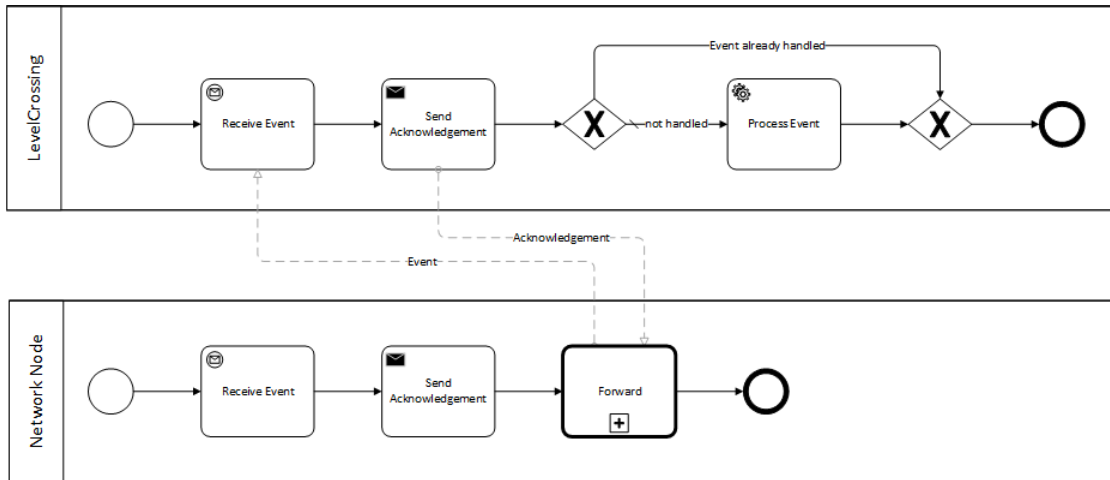 LevelCrossing
Event already handled
Receive Event
Send
Acknowledgement
X
not handled
Process Event
X
Acknowledgement
Event
Network Node
Receive Event
Send
Acknowledgement
Forward